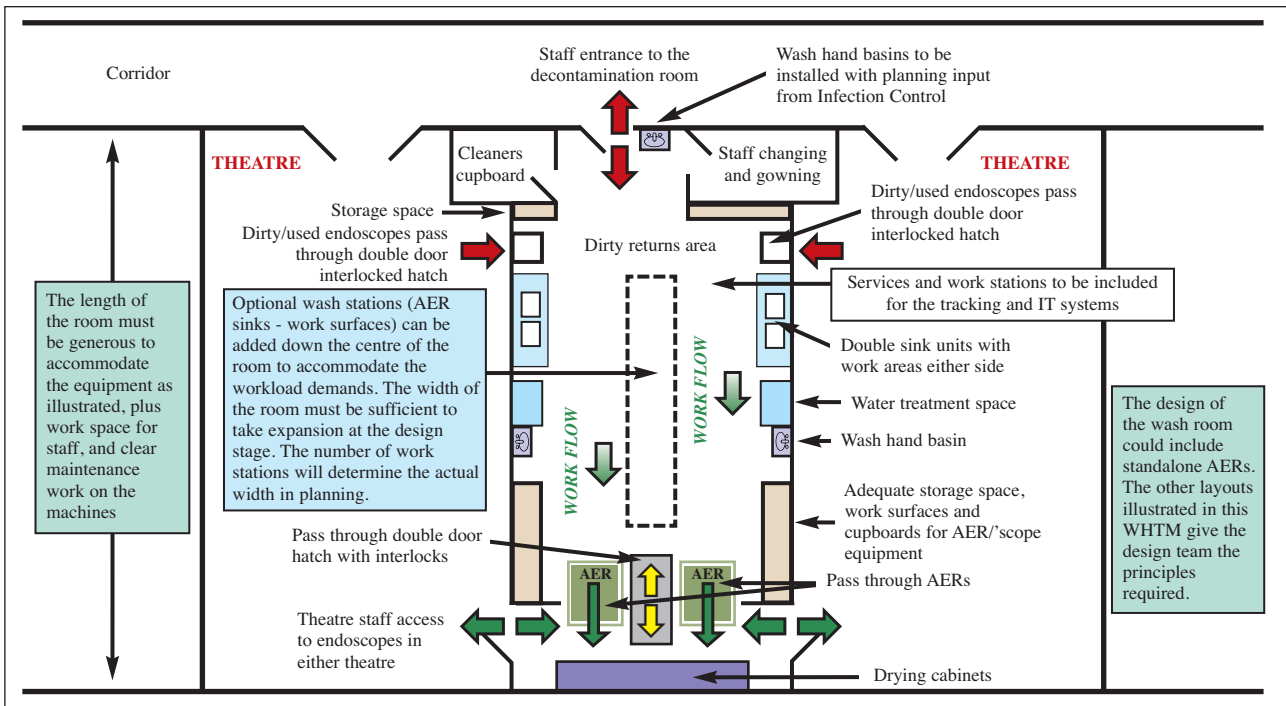 Corridor
Staff entrance to the
decontamination room
Wash hand basins to be
installed with planning input
from Infection Control
THEATRE
Cleaners
cupboard
Staff changing
and gowning
THEATRE
Storage space
Dirty/used endoscopes pass
through double door
interlocked hatch
Dirty returns area
Dirty/used endoscopes pass
through double door
interlocked hatch
The length of
the room must
be generous to
accommodate
the equipment as
illustrated, plus
work space for
staff, and clear
maintenance
work on the
machines
Optional wash stations (AER
sinks - work surfaces) can be
added down the centre of the
room to accommodate the
workload demands. The width of
the room must be sufficient to
take expansion at the design
stage. The number of work
stations will determine the actual
width in planning.
Services and work stations to be included
for the tracking and IT systems
Double sink units with
work areas either side
WORK FLOW
WORK FLOW
Water treatment space
Wash hand basin
Adequate storage space,
work surfaces and
cupboards for AER/'scope
equipment
The design of
the wash room
could include
standalone AERs.
The other layouts
illustrated in this
WHTM give the
design team the
principles
required.
Pass through double door
hatch with interlocks
AER
AER
Pass through AERs
Theatre staff access
to endoscopes in
either theatre
Drying cabinets